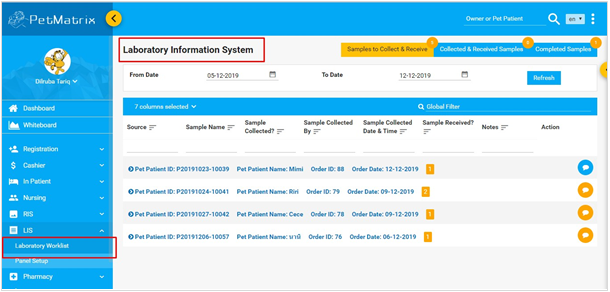 PetMatrix
Owner or Pet Patient
en
Dilruba Tariq
Dashboard
Whiteboard
Registration
Cashier
In Patient
Nursing
RIS
LIS
Laboratory Worklist
Panel Setup
Pharmacy
Laboratory Information System
Samples to Collect & Receive
Collected & Received Samples
Completed Samples
From Date 05-12-2019 To Date 12-12-2019 Refresh
7 columns selected Global Filter
Source Sample Name Sample Collected? Sample Collected By Sample Collected Date & Time Sample Received? Notes Action
Pet Patient ID: P20191023-10039 Pet Patient Name: Mimi Order ID: 88 Order Date: 12-12-2019 1
Pet Patient ID: P20191024-10041 Pet Patient Name: Riri Order ID: 79 Order Date: 09-12-2019 2
Pet Patient ID: P20191027-10042 Pet Patient Name: Cece Order ID: 78 Order Date: 09-12-2019 1
Pet Patient ID: P20191206-10057 Pet Patient Name: Order ID: 76 Order Date: 06-12-2019 1